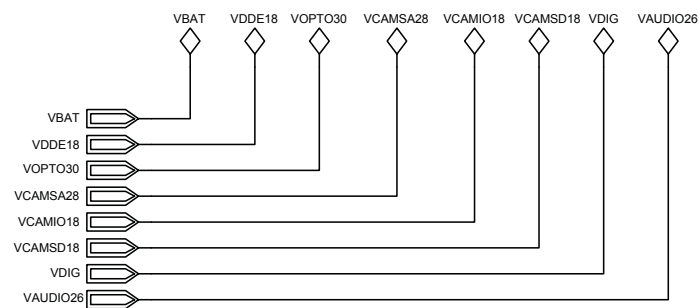 VBAT VDDE18 VOPTO30 VCAMSA28 VCAMIO18 VCAMSD18 VDIG VAUDIO26
VBAT
VDDE18
VOPTO30
VCAMSA28
VCAMIO18
VCAMSD18
VDIG
VAUDIO26